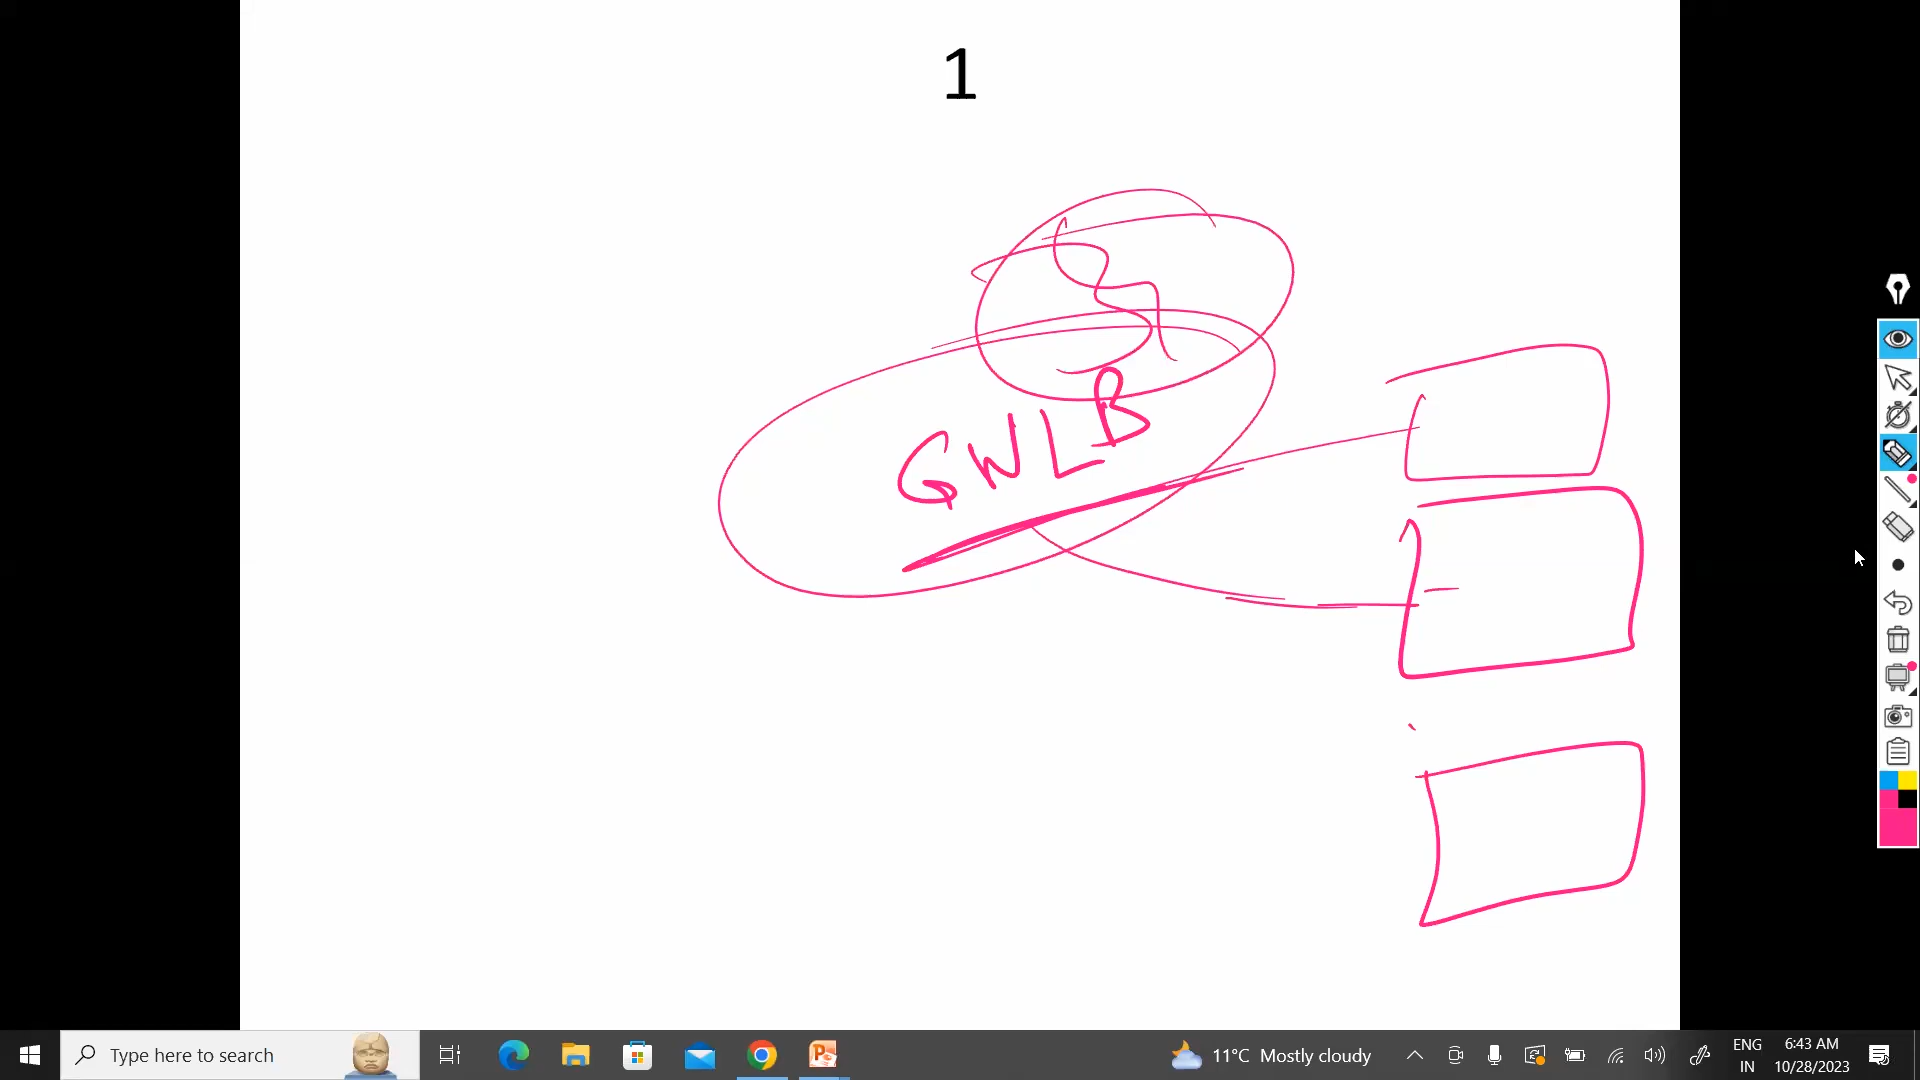 1
GWLB
Type here to search
11°C Mostly cloudy
ENG
IN
6:43 AM
10/28/2023